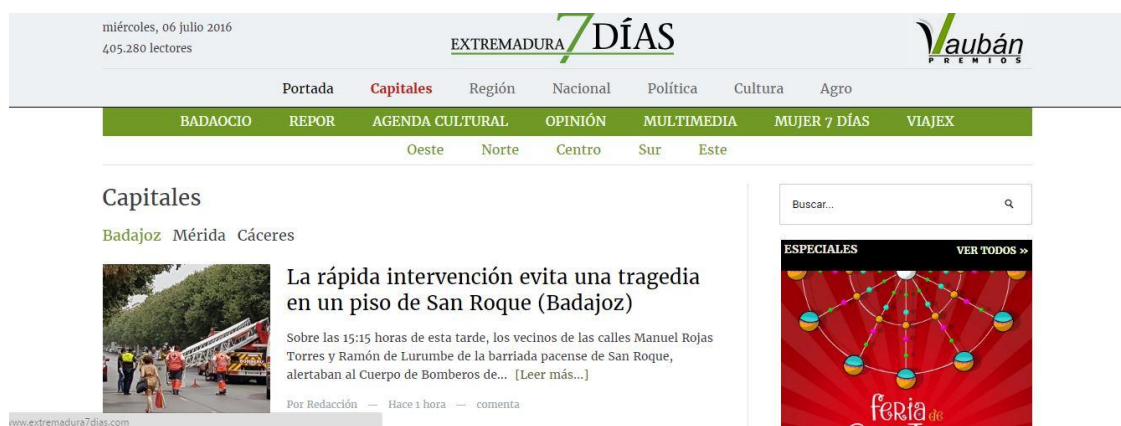 miércoles, 06 julio 2016
405.280 lectores
EXTREMADURA 7 DÍAS
Vaubán
PREMIOS
Portada Capitales Región Nacional Política Cultura Agro
BADAOCIO REPOR AGENDA CULTURAL OPINIÓN MULTIMEDIA MUJER 7 DÍAS VIAJEX
Oeste Norte Centro Sur Este
Capitales
Badajoz Mérida Cáceres
La rápida intervención evita una tragedia
en un piso de San Roque (Badajoz)
Sobre las 15:15 horas de esta tarde, los vecinos de las calles Manuel Rojas
Torres y Ramón de Lurumbe de la barriada pacense de San Roque,
alertaban al Cuerpo de Bomberos de... [Leer más...]
Por Redacción — Hace 1 hora — comenta
www.extremadura7dias.com
Buscar...
ESPECIALES VER TODOS »
feria de